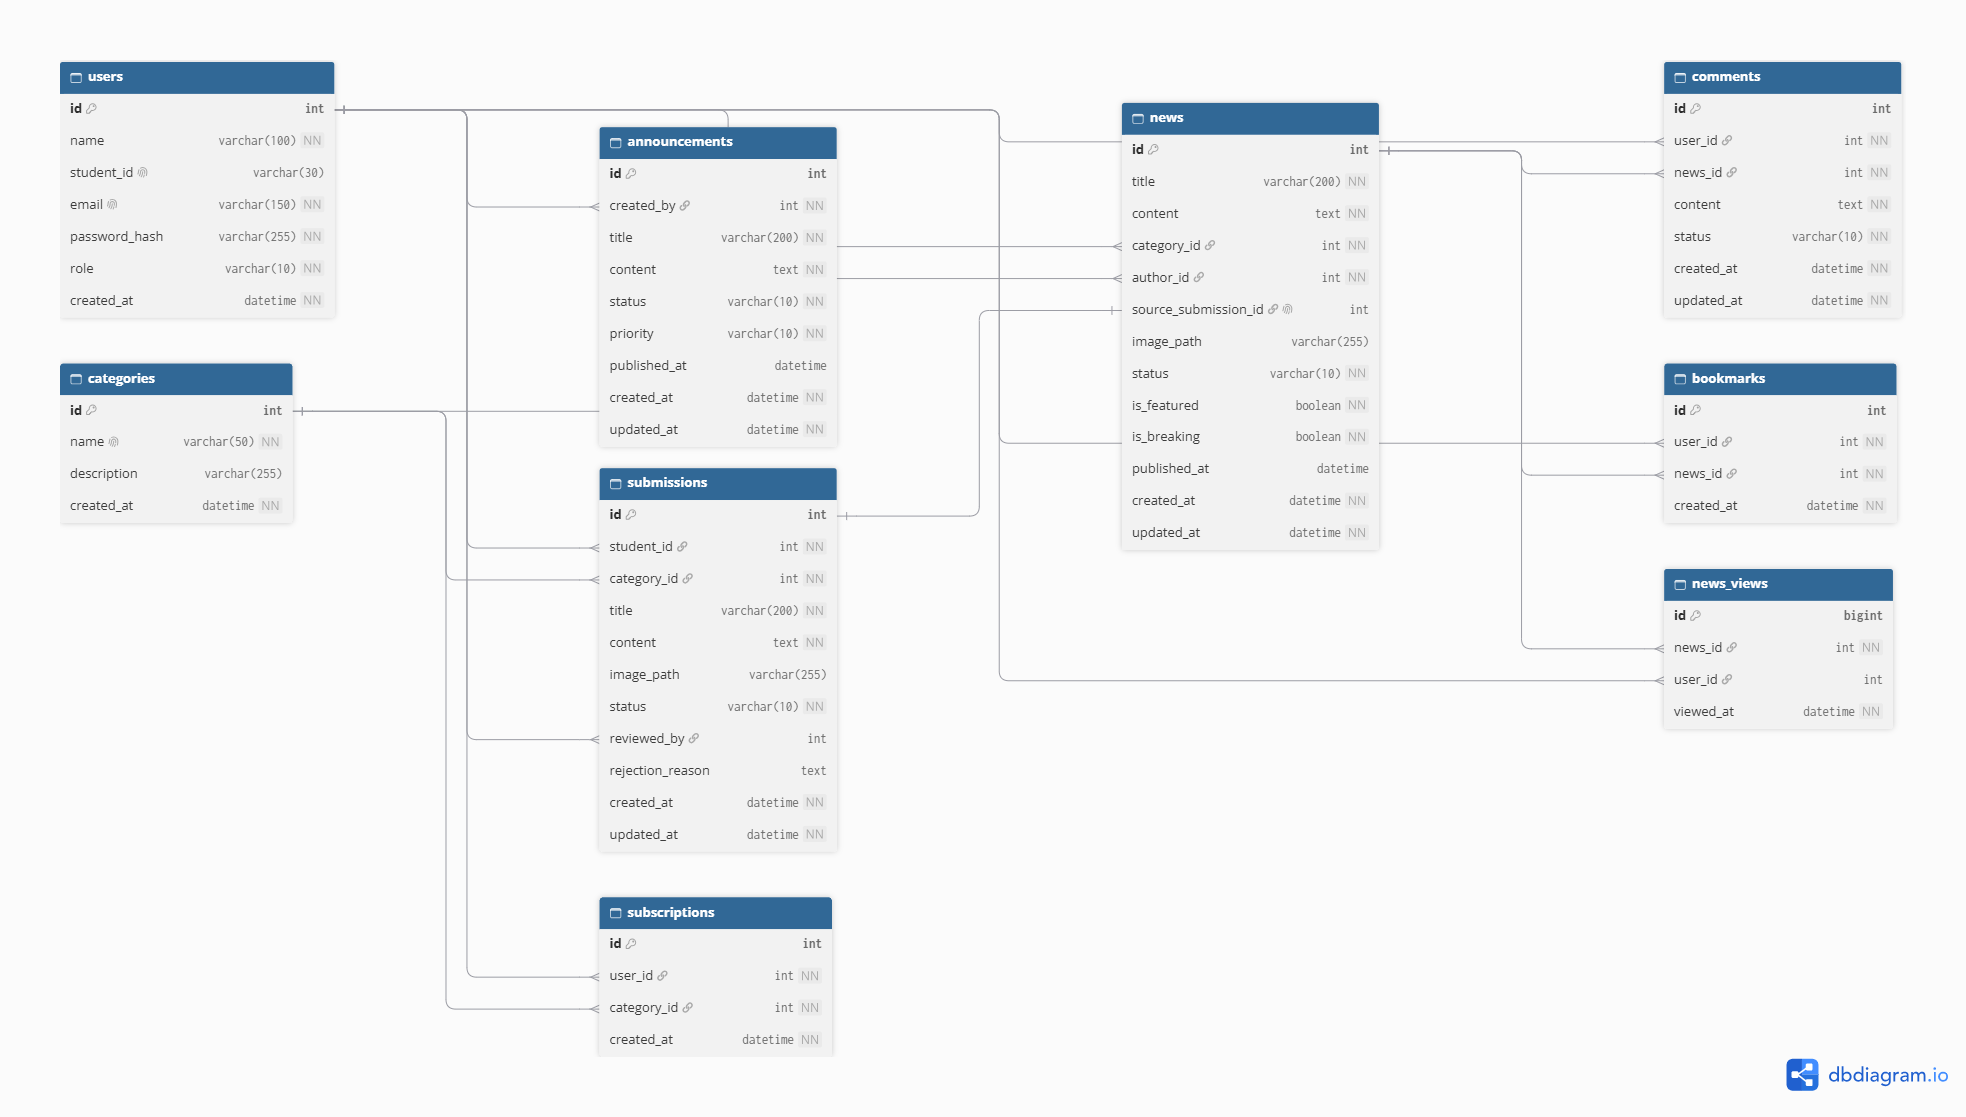 users
id int
name varchar(100) NN
student_id varchar(30)
email varchar(150) NN
password_hash varchar(255) NN
role varchar(10) NN
created_at datetime NN
categories
id int
name varchar(50) NN
description varchar(255)
created_at datetime NN
announcements
id int
created_by int NN
title varchar(200) NN
content text NN
status varchar(10) NN
priority varchar(10) NN
published_at datetime
created_at datetime NN
updated_at datetime NN
submissions
id int
student_id int NN
category_id int NN
title varchar(200) NN
content text NN
image_path varchar(255)
status varchar(10) NN
reviewed_by int
rejection_reason text
created_at datetime NN
updated_at datetime NN
subscriptions
id int
user_id int NN
category_id int NN
created_at datetime NN
news
id int
title varchar(200) NN
content text NN
category_id int NN
author_id int NN
source_submission_id int
image_path varchar(255)
status varchar(10) NN
is_featured boolean NN
is_breaking boolean NN
published_at datetime
created_at datetime NN
updated_at datetime NN
comments
id int
user_id int NN
news_id int NN
content text NN
status varchar(10) NN
created_at datetime NN
updated_at datetime NN
bookmarks
id int
user_id int NN
news_id int NN
created_at datetime NN
news_views
id bigint
news_id int NN
user_id int
viewed_at datetime NN
dbdiagram.io